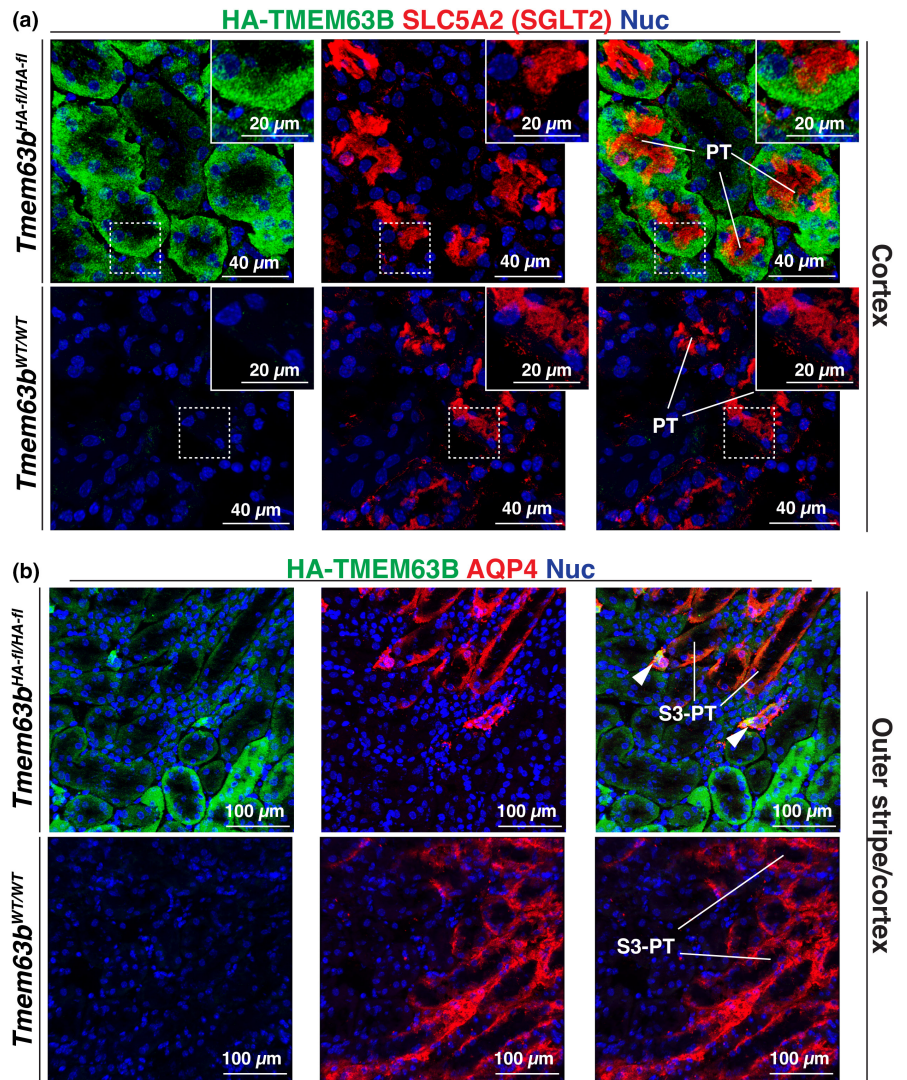 (a)
HA-TMEM63B SLC5A2 (SGLT2) Nuc
Tmem63b^HA-fl/HA-fl
20 µm
40 µm
20 µm
40 µm
PT
20 µm
40 µm
Tmem63b^WT/WT
20 µm
40 µm
20 µm
40 µm
PT
20 µm
40 µm
Cortex
(b)
HA-TMEM63B AQP4 Nuc
Tmem63b^HA-fl/HA-fl
100 µm
100 µm
S3-PT
100 µm
Tmem63b^WT/WT
100 µm
100 µm
S3-PT
100 µm
Outer stripe/cortex